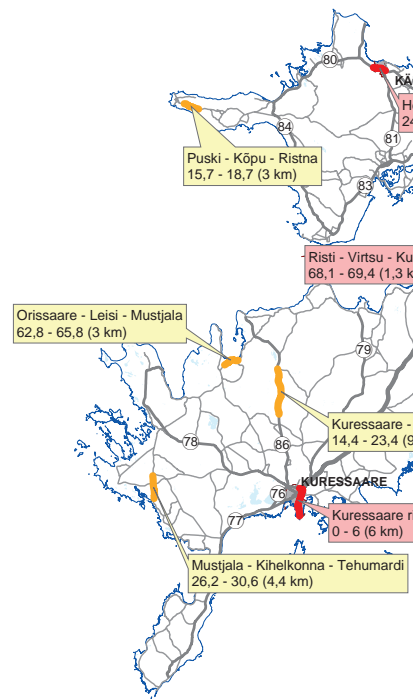 80
KÄ
H
24
84
81
Puski - Kõpu - Ristna
15,7 - 18,7 (3 km)
83
Risti - Virtsu - Ku
68,1 - 69,4 (1,3 k
Orissaare - Leisi - Mustjala
62,8 - 65,8 (3 km)
79
Kuressaare -
14,4 - 23,4 (9
78
86
KURESSAARE
76
77
Kuressaare r
0 - 6 (6 km)
Mustjala - Kihelkonna - Tehumardi
26,2 - 30,6 (4,4 km)